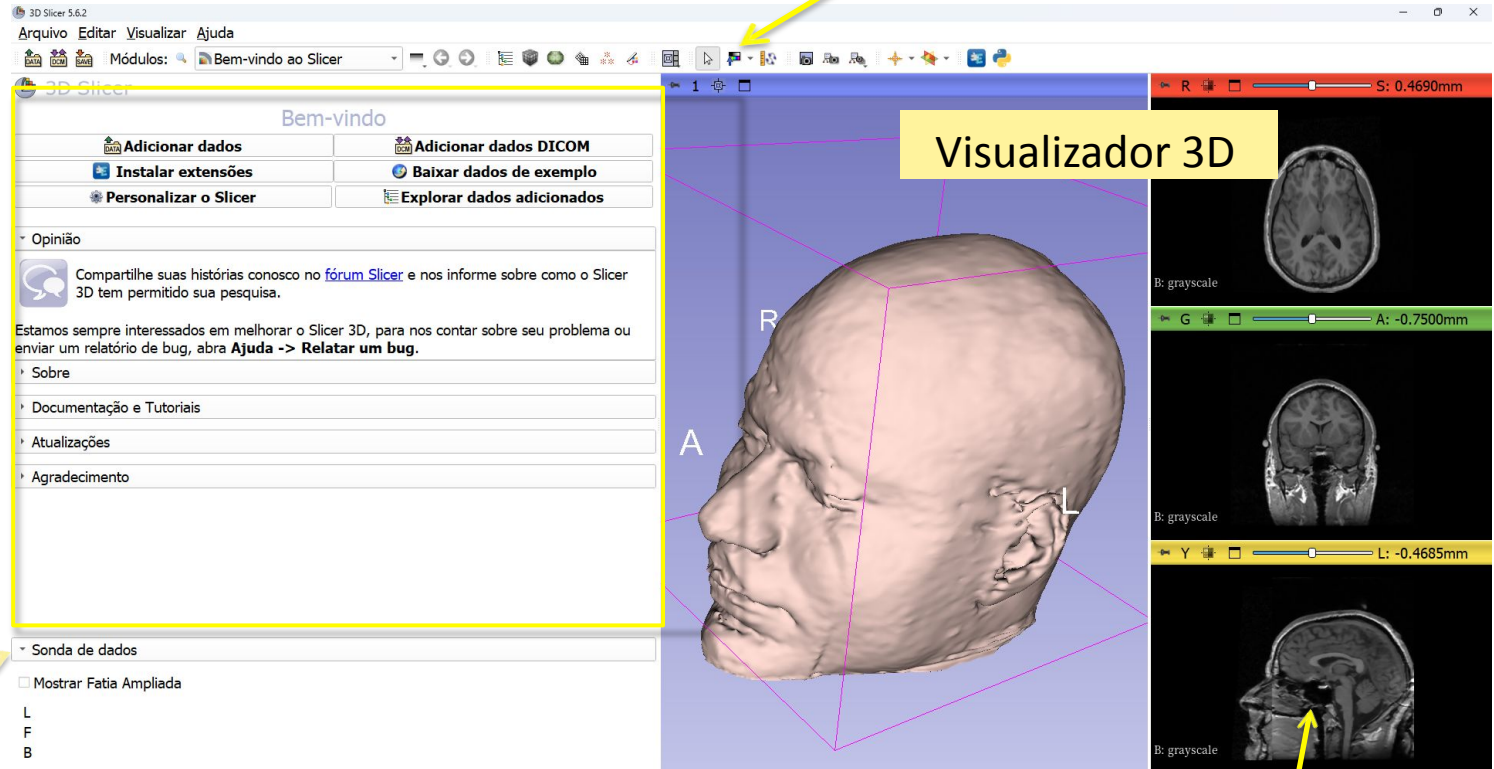 3D Slicer 5.6.2
Arquivo Editar Visualizar Ajuda
DATA DCM SAVE Módulos: Bem-vindo ao Slicer
3D Slicer
Bem-vindo
Adicionar dados Adicionar dados DICOM
Instalar extensões Baixar dados de exemplo
Personalizar o Slicer Explorar dados adicionados
Opinião
Compartilhe suas histórias conosco no fórum Slicer e nos informe sobre como o Slicer
3D tem permitido sua pesquisa.
Estamos sempre interessados em melhorar o Slicer 3D, para nos contar sobre seu problema ou
enviar um relatório de bug, abra Ajuda -> Relatar um bug.
Sobre
Documentação e Tutoriais
Atualizações
Agradecimento
Sonda de dados
Mostrar Fatia Ampliada
L
F
B
1
Visualizador 3D
R
A
L
R S: 0.4690mm
B: grayscale
G A: -0.7500mm
B: grayscale
Y L: -0.4685mm
B: grayscale